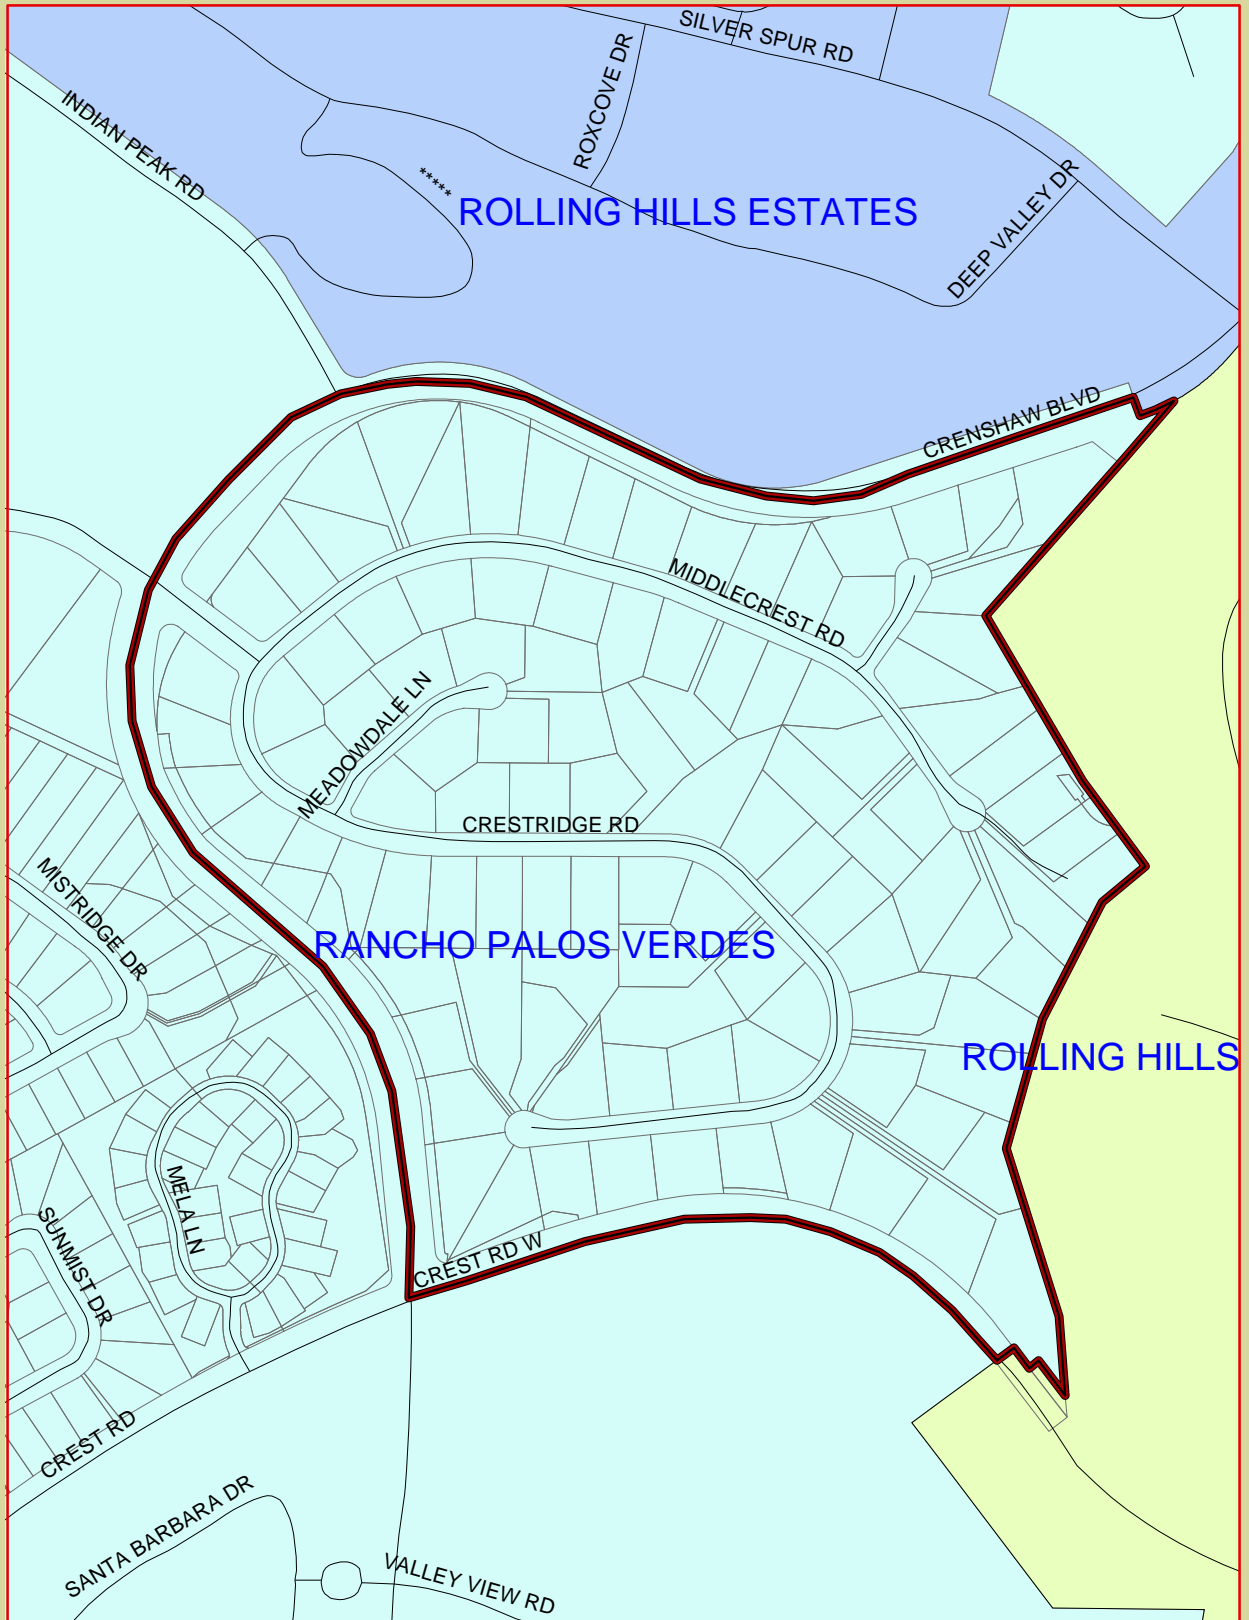 SILVER SPUR RD
ROXCOVE DR
INDIAN PEAK RD
*****
ROLLING HILLS ESTATES
DEEP VALLEY DR
CRENSHAW BLVD
MIDDLECREST RD
MEADOWDALE LN
CRESTRIDGE RD
MISTRIDGE DR
RANCHO PALOS VERDES
ROLLING HILLS
MELA LN
SUNMIST DR
CREST RD W
CREST RD
SANTA BARBARA DR
VALLEY VIEW RD